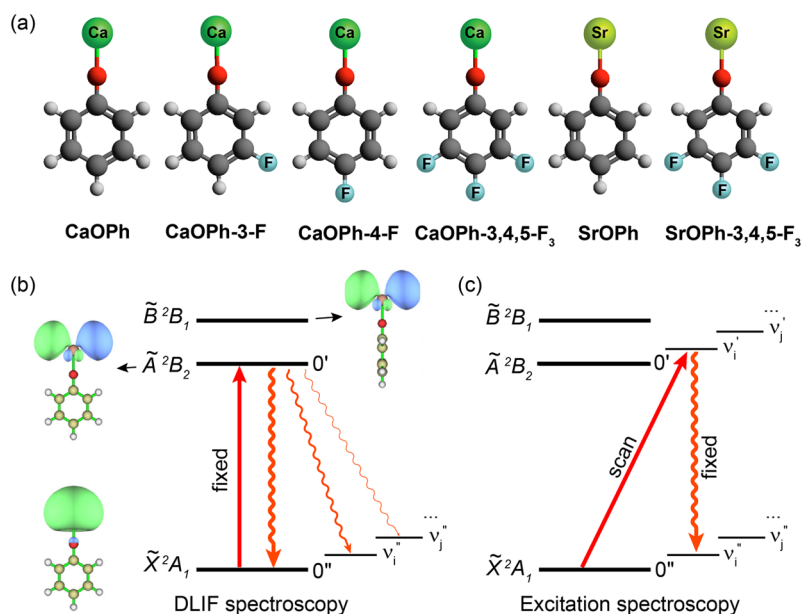 (a)
Ca Ca Ca Ca Sr Sr
F F F F F F F F
CaOPh CaOPh-3-F CaOPh-4-F CaOPh-3,4,5-F₃ SrOPh SrOPh-3,4,5-F₃
(b)
B̃ ²B₁
Ã ²B₂ 0'
fixed
...
νⱼ"
νᵢ"
X̃ ²A₁ 0"
DLIF spectroscopy
(c)
...
B̃ ²B₁ νⱼ'
νᵢ'
Ã ²B₂ 0'
scan
fixed
...
νⱼ"
νᵢ"
X̃ ²A₁ 0"
Excitation spectroscopy